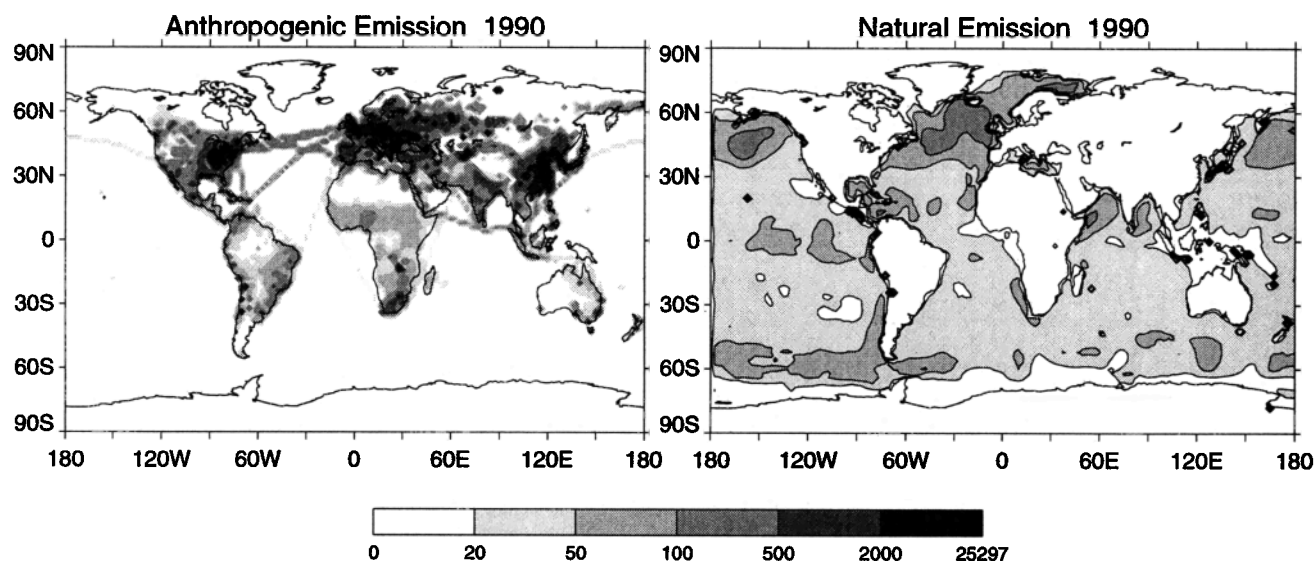 Anthropogenic Emission 1990
90N
60N
30N
0
30S
60S
90S
180 120W 60W 0 60E 120E 180
Natural Emission 1990
90N
60N
30N
0
30S
60S
90S
180 120W 60W 0 60E 120E 180
0 20 50 100 500 2000 25297